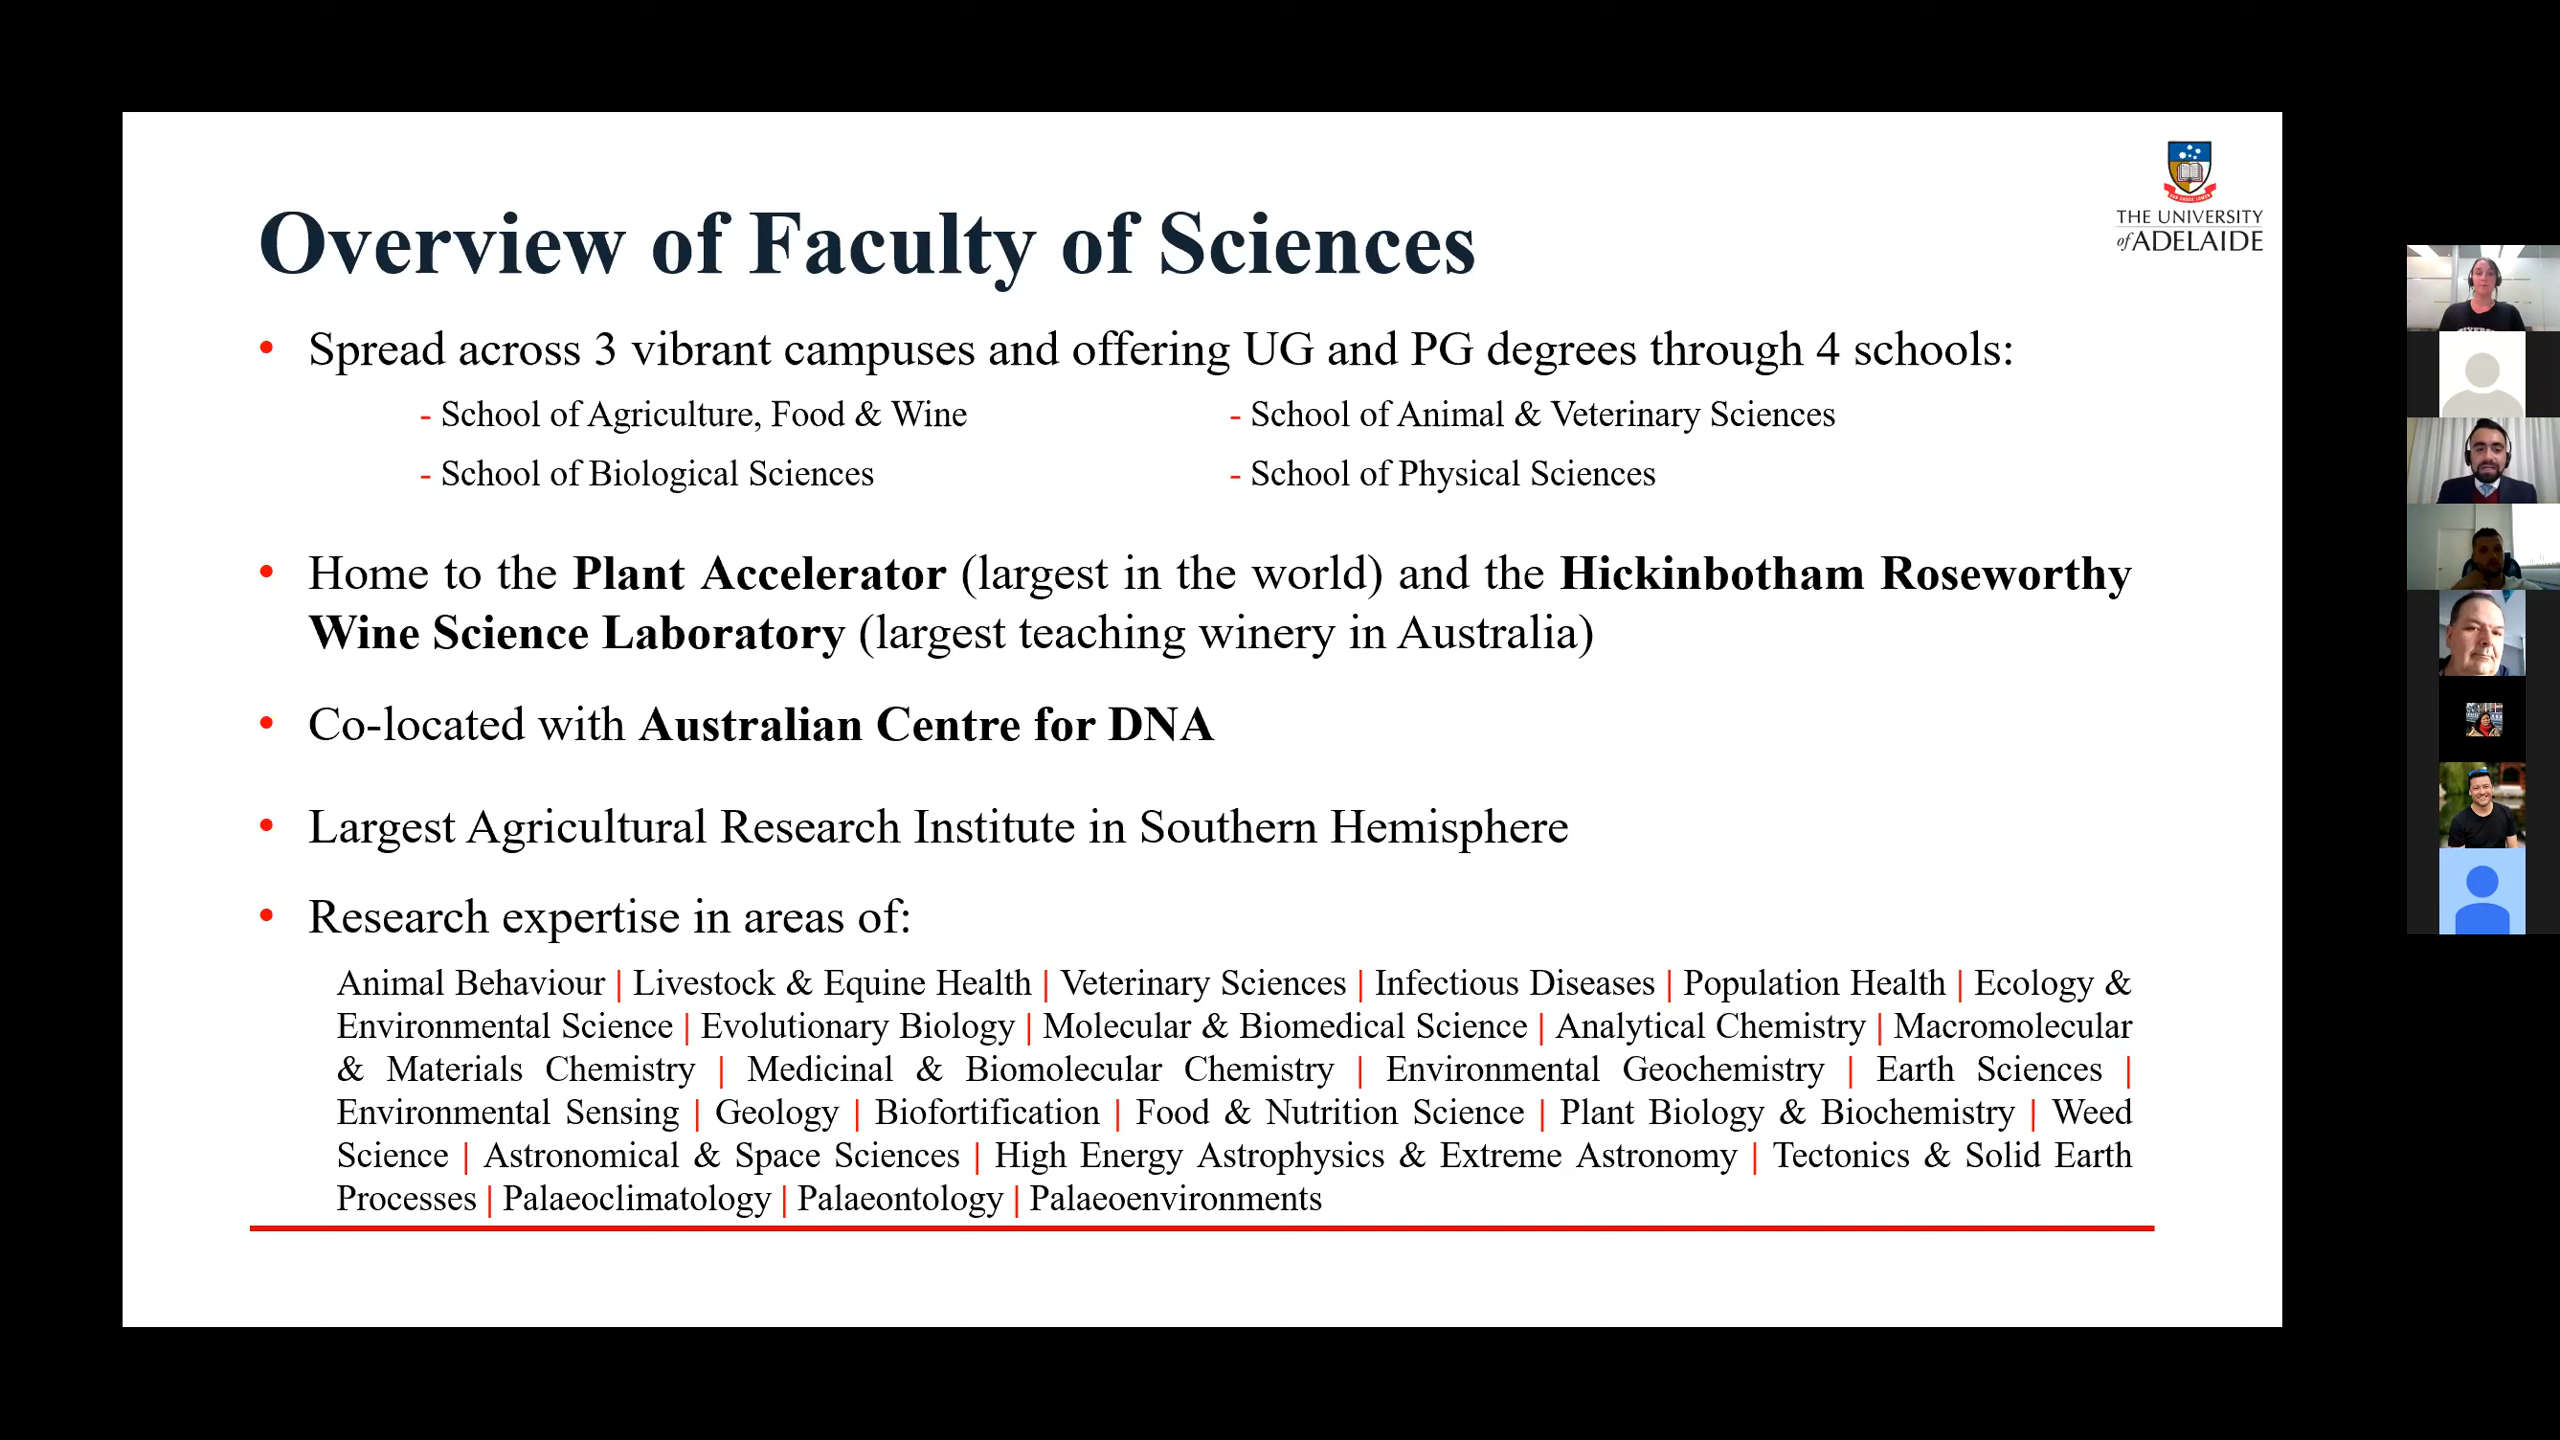 THE UNIVERSITY
of ADELAIDE
Overview of Faculty of Sciences
• Spread across 3 vibrant campuses and offering UG and PG degrees through 4 schools:
- School of Agriculture, Food & Wine
- School of Animal & Veterinary Sciences
- School of Biological Sciences
- School of Physical Sciences
• Home to the Plant Accelerator (largest in the world) and the Hickinbotham Roseworthy
Wine Science Laboratory (largest teaching winery in Australia)
• Co-located with Australian Centre for DNA
• Largest Agricultural Research Institute in Southern Hemisphere
• Research expertise in areas of:
Animal Behaviour | Livestock & Equine Health | Veterinary Sciences | Infectious Diseases | Population Health | Ecology &
Environmental Science | Evolutionary Biology | Molecular & Biomedical Science | Analytical Chemistry | Macromolecular
& Materials Chemistry | Medicinal & Biomolecular Chemistry | Environmental Geochemistry | Earth Sciences |
Environmental Sensing | Geology | Biofortification | Food & Nutrition Science | Plant Biology & Biochemistry | Weed
Science | Astronomical & Space Sciences | High Energy Astrophysics & Extreme Astronomy | Tectonics & Solid Earth
Processes | Palaeoclimatology | Palaeontology | Palaeoenvironments